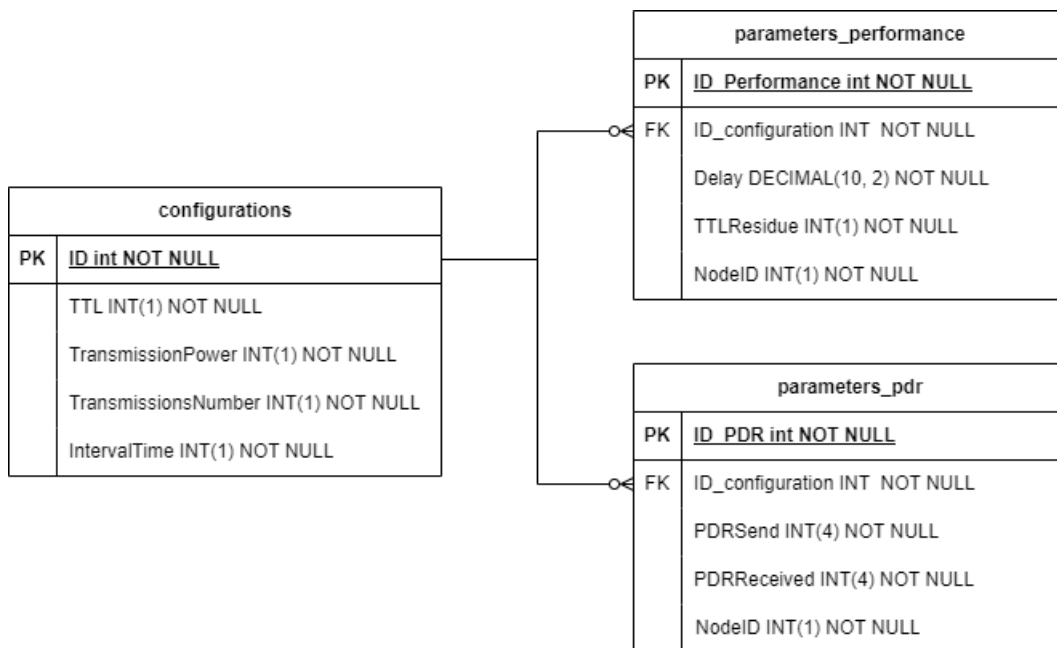 parameters_performance
PK ID_Performance int NOT NULL
FK ID_configuration INT NOT NULL
Delay DECIMAL(10, 2) NOT NULL
TTLResidue INT(1) NOT NULL
NodeID INT(1) NOT NULL
configurations
PK ID int NOT NULL
TTL INT(1) NOT NULL
TransmissionPower INT(1) NOT NULL
TransmissionsNumber INT(1) NOT NULL
IntervalTime INT(1) NOT NULL
parameters_pdr
PK ID_PDR int NOT NULL
FK ID_configuration INT NOT NULL
PDRSend INT(4) NOT NULL
PDRReceived INT(4) NOT NULL
NodeID INT(1) NOT NULL